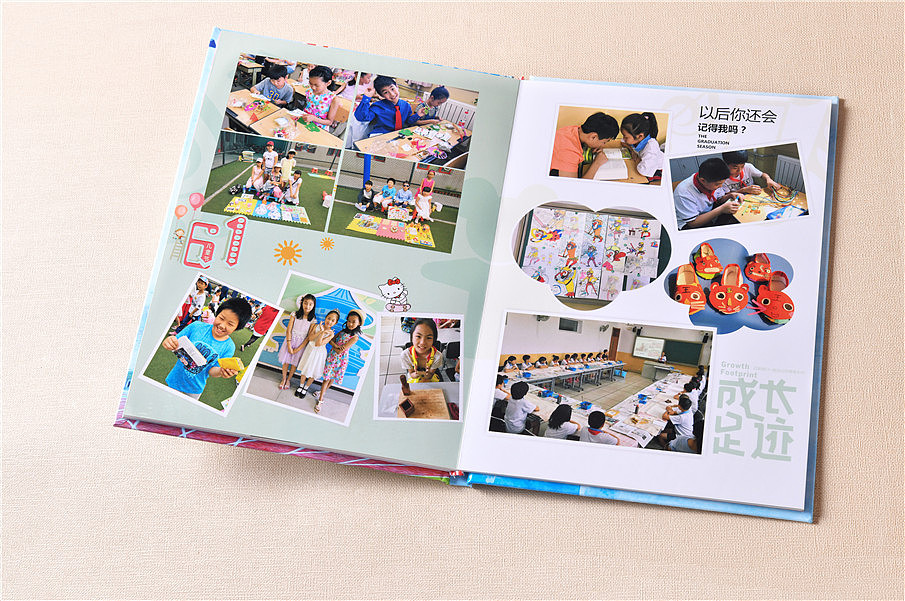 61
以后你还会
记得我吗？
THE
GRADUATION
SEASON
Growth
Footprint
成长
足迹